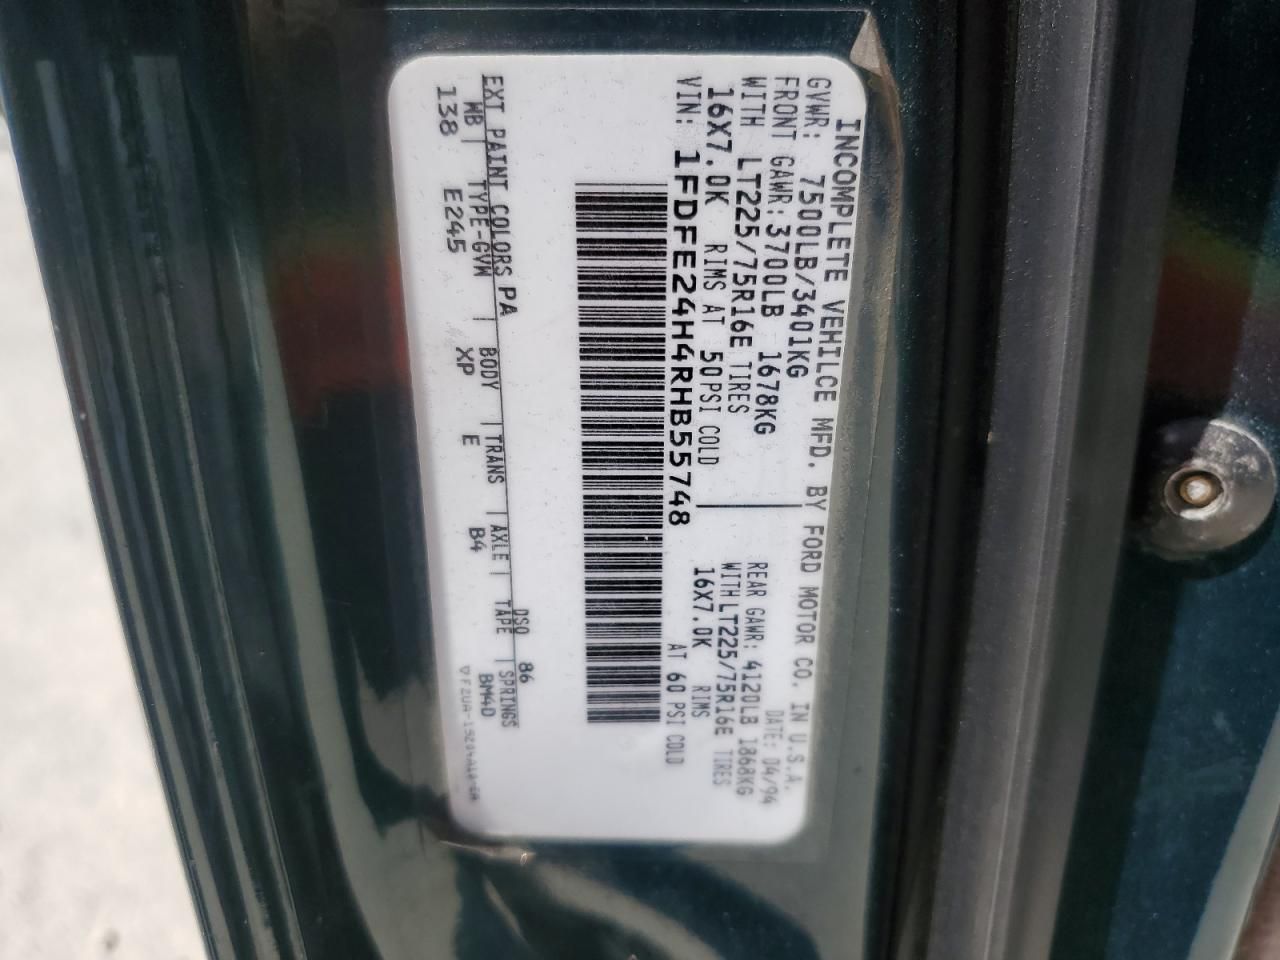 INCOMPLETE VEHILCE MFD. BY FORD MOTOR CO. IN U.S.A.
GVWR: 7500LB/3401KG DATE: 04/94
FRONT GAWR: 3700LB 1678KG REAR GAWR: 4120LB 1868KG
WITH LT225/75R16E TIRES WITH LT225/75R16E TIRES
16X7.0K RIMS AT 50PSI COLD 16X7.0K RIMS AT 60 PSI COLD
VIN: 1FDFE24H4RHB55748
EXT PAINT COLORS PA DSO 86
WB | TYPE-GVM | BODY | TRANS | AXLE | TAPE | SPRINGS
138 E245 XP E B4 BM4D